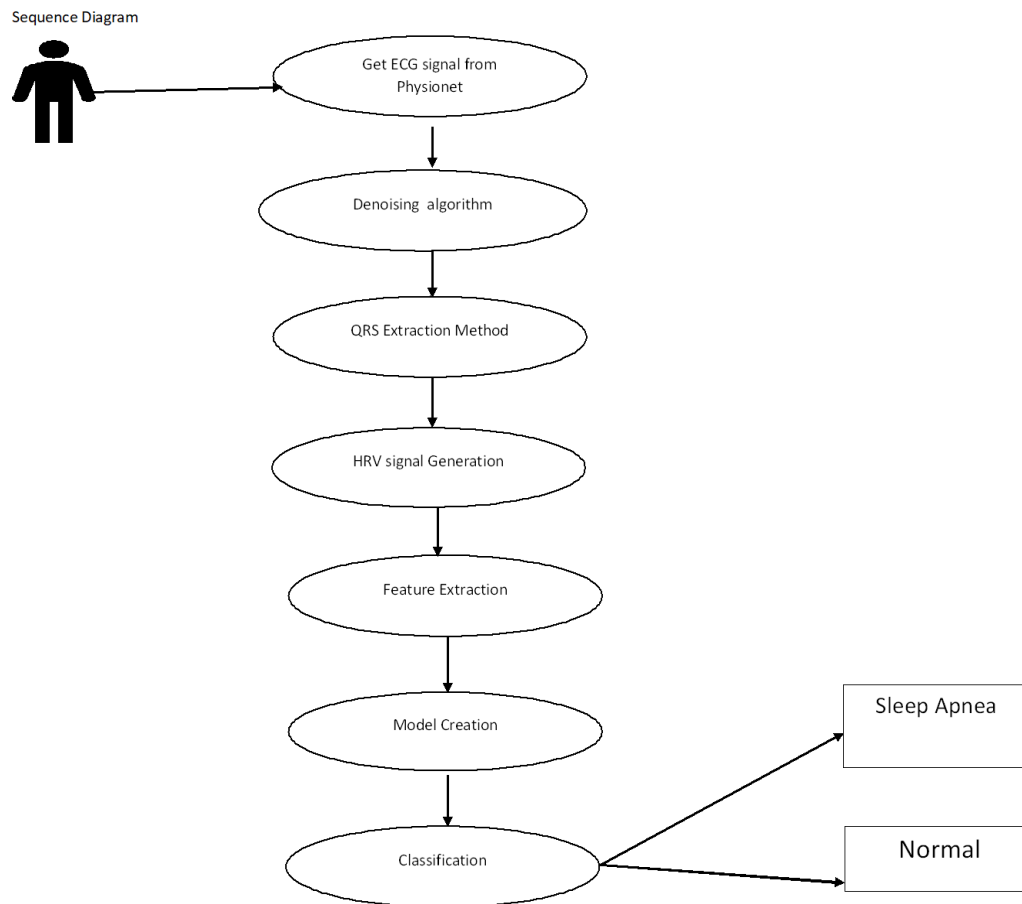 Sequence Diagram
Get ECG signal from
Physionet
Denoising algorithm
QRS Extraction Method
HRV signal Generation
Feature Extraction
Model Creation
Sleep Apnea
Normal
Classification